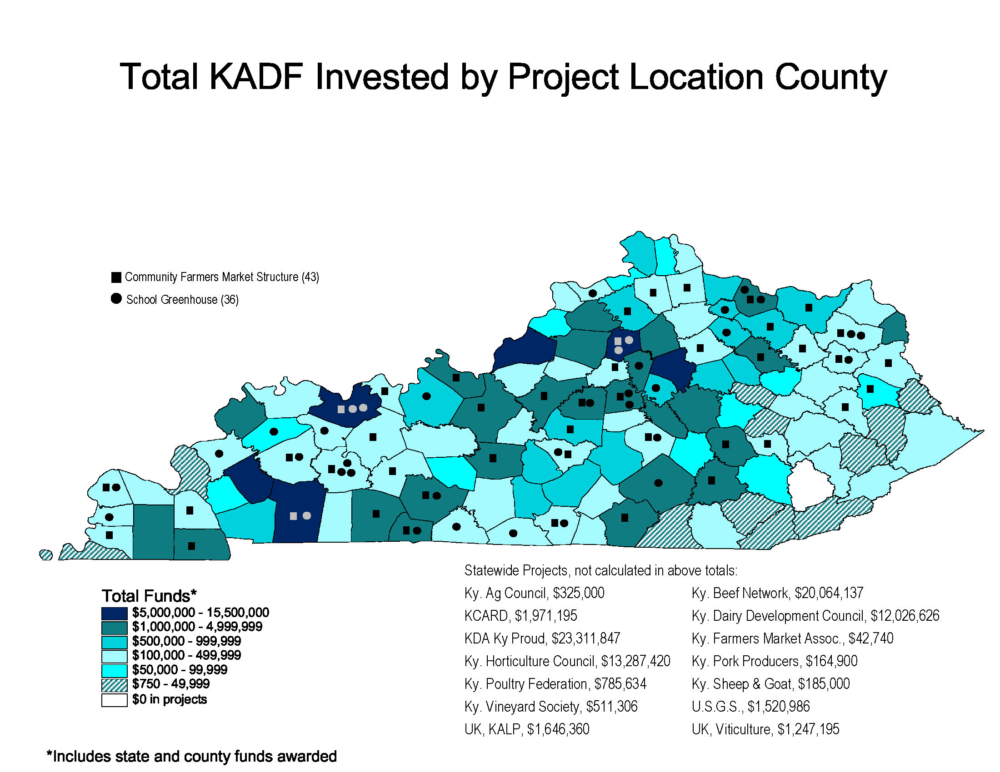 Total KADF Invested by Project Location County
Community Farmers Market Structure (43)
School Greenhouse (36)
Total Funds*
$5,000,000 - 15,500,000
$1,000,000 - 4,999,999
$500,000 - 999,999
$100,000 - 499,999
$50,000 - 99,999
$750 - 49,999
$0 in projects
*Includes state and county funds awarded
Statewide Projects, not calculated in above totals:
Ky. Ag Council, $325,000
KCARD, $1,971,195
KDA Ky Proud, $23,311,847
Ky. Horticulture Council, $13,287,420
Ky. Poultry Federation, $785,634
Ky. Vineyard Society, $511,306
UK, KALP, $1,646,360
Ky. Beef Network, $20,064,137
Ky. Dairy Development Council, $12,026,626
Ky. Farmers Market Assoc., $42,740
Ky. Pork Producers, $164,900
Ky. Sheep & Goat, $185,000
U.S.G.S., $1,520,986
UK, Viticulture, $1,247,195